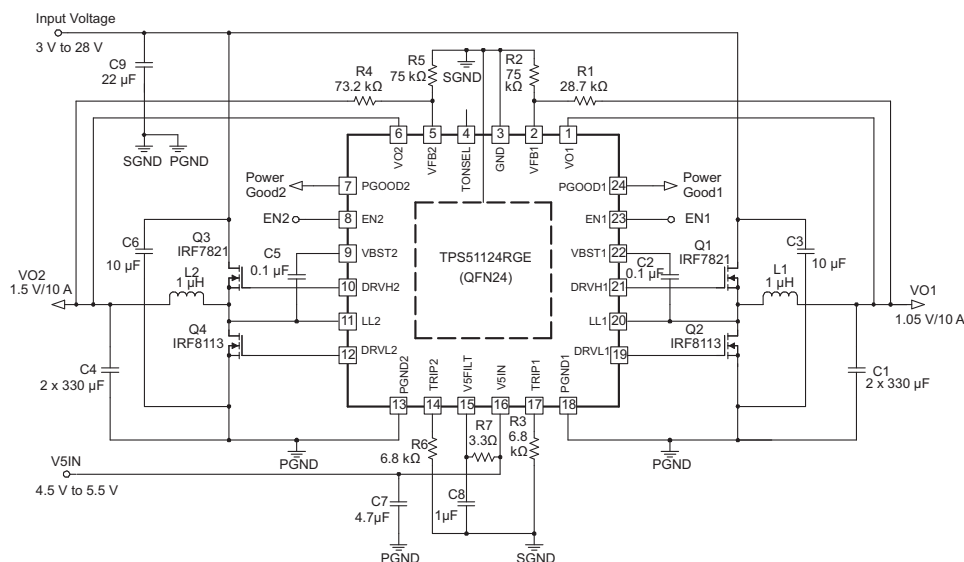 Input Voltage
3 V to 28 V
C9
22 µF
SGND
PGND
R4
73.2 kΩ
R5
75 kΩ
SGND
R2
75
kΩ
R1
28.7 kΩ
6
5
4
3
2
1
VO2
VFB2
TONSEL
GND
VFB1
VO1
Power
Good2
7
PGOOD2
PGOOD1
24
Power
Good1
EN2
8
EN2
EN1
23
EN1
C6
10 µF
Q3
IRF7821
C5
0.1 µF
9
VBST2
TPS51124RGE
(QFN24)
VBST1
22
C2
0.1 µF
Q1
IRF7821
C3
10 µF
VO2
1.5 V/10 A
L2
1 µH
10
DRVH2
DRVH1
21
L1
1 µH
VO1
1.05 V/10 A
11
LL2
LL1
20
Q4
IRF8113
12
DRVL2
DRVL1
19
Q2
IRF8113
C4
2 x 330 µF
C1
2 x 330 µF
PGND2
TRIP2
V5FILT
V5IN
TRIP1
PGND1
13
14
15
16
17
18
PGND
R6
6.8 kΩ
R7
3.3Ω
R3
6.8
kΩ
PGND
V5IN
4.5 V to 5.5 V
C7
4.7µF
C8
1µF
PGND
SGND